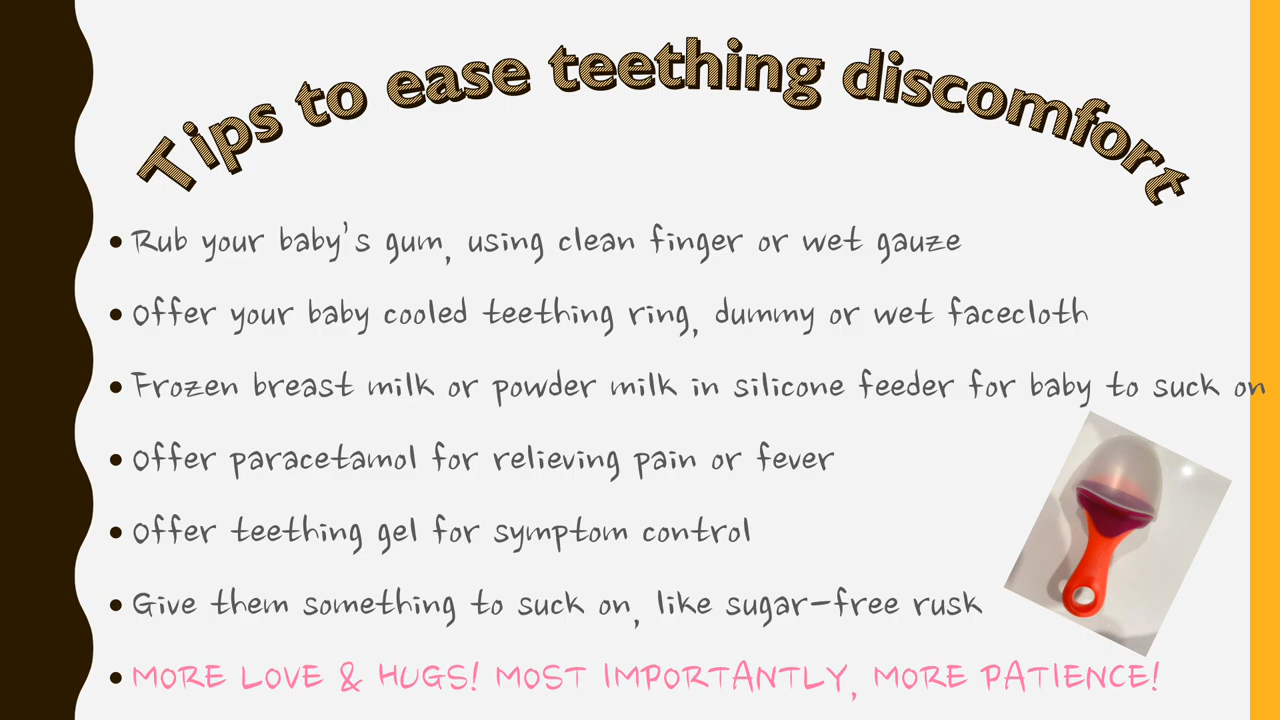 Tips to ease teething discomfort
• Rub your baby's gum, using clean finger or wet gauze
• Offer your baby cooled teething ring, dummy or wet facecloth
• Frozen breast milk or powder milk in silicone feeder for baby to suck on
• Offer paracetamol for relieving pain or fever
• Offer teething gel for symptom control
• Give them something to suck on, like sugar-free rusk
• MORE LOVE & HUGS! MOST IMPORTANTLY, MORE PATIENCE!